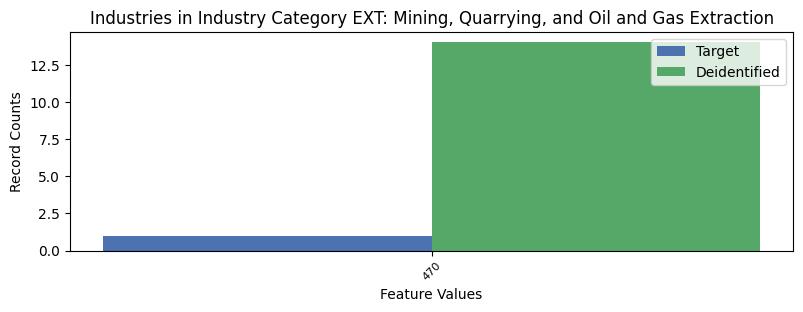 Industries in Industry Category EXT: Mining, Quarrying, and Oil and Gas Extraction
Target
Deidentified
12.5
10.0
7.5
5.0
2.5
0.0
Record Counts
470
Feature Values